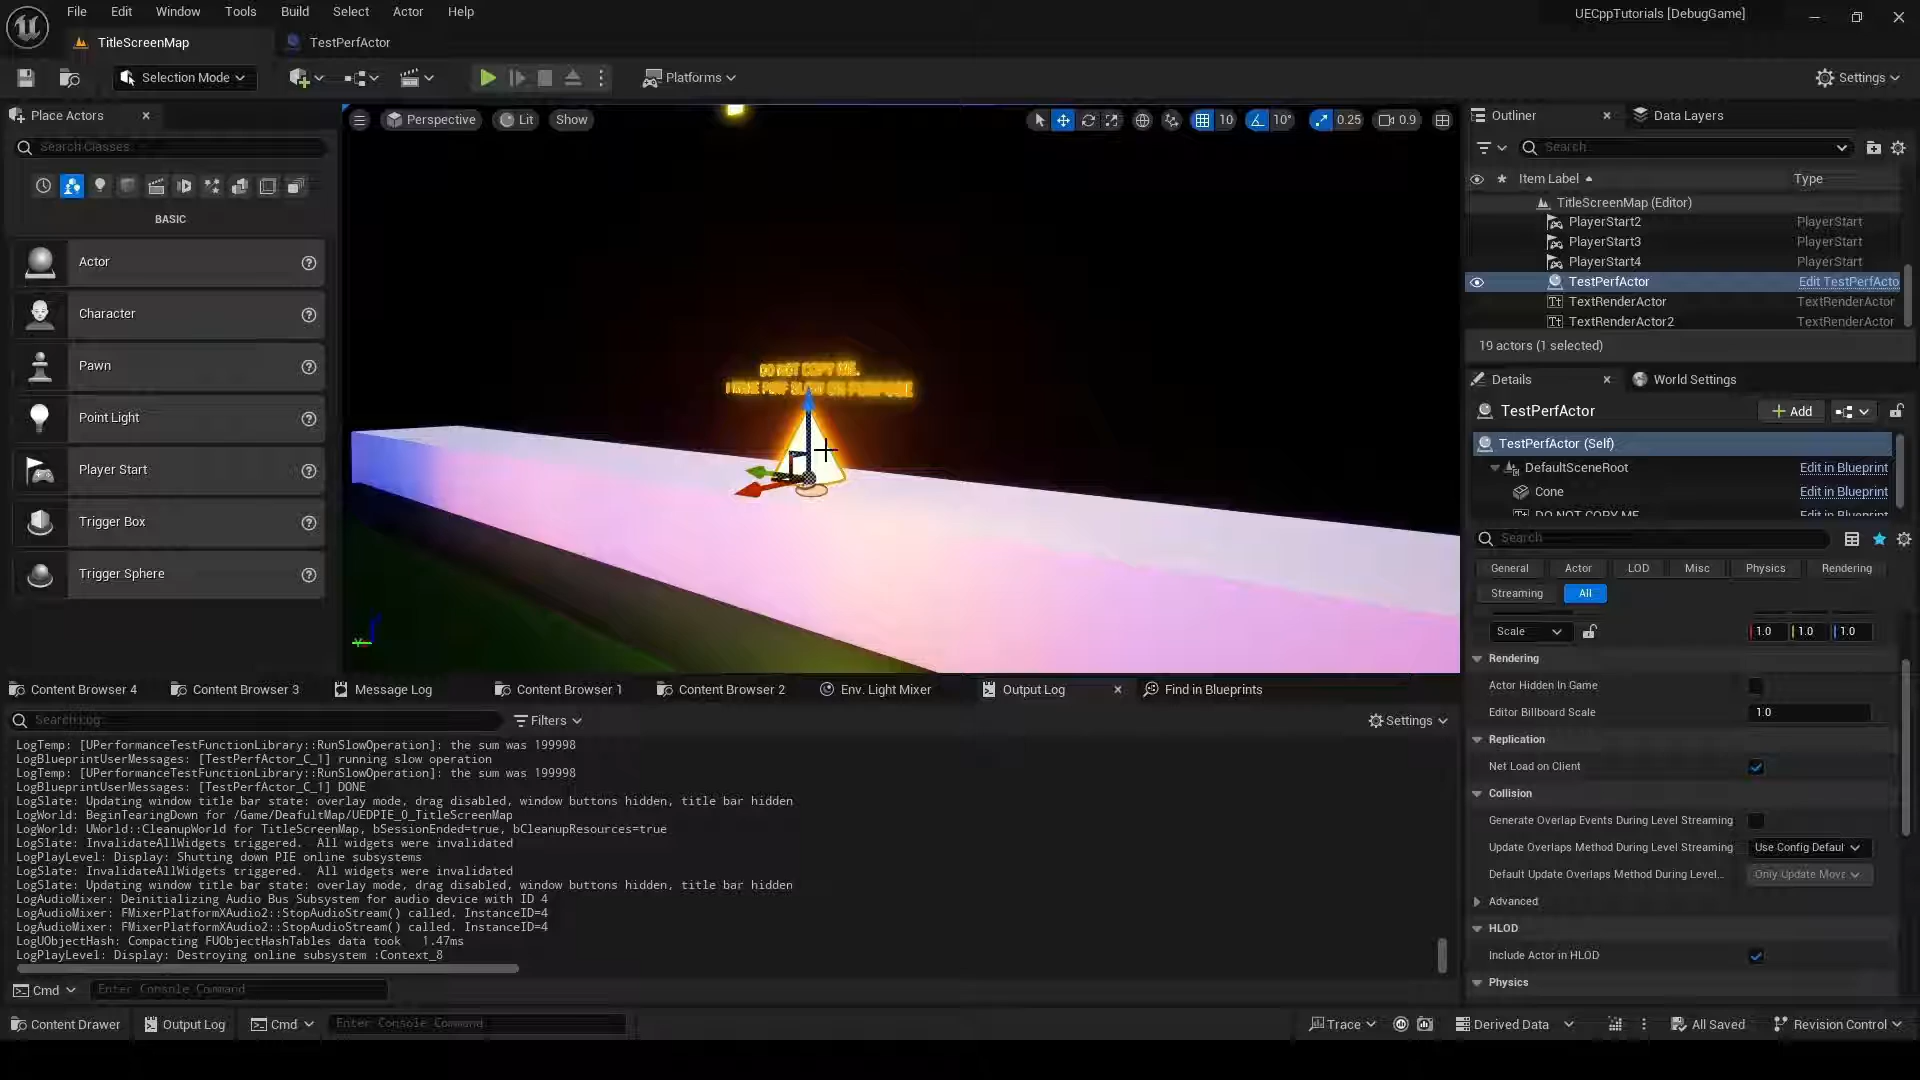 File Edit Window Tools Build Select Actor Help
UECppTutorials [DebugGame]
TitleScreenMap
TestPerfActor
Selection Mode
Platforms
Settings
Place Actors
Search Classes
BASIC
Actor
Character
Pawn
Point Light
Player Start
Trigger Box
Trigger Sphere
Perspective
Lit
Show
10
10°
0.25
0.9
DO NOT COPY ME.
Outliner
Data Layers
Search...
Item Label
Type
TitleScreenMap (Editor)
PlayerStart2 PlayerStart
PlayerStart3 PlayerStart
PlayerStart4 PlayerStart
TestPerfActor Edit TestPerfActo
TextRenderActor TextRenderActor
TextRenderActor2 TextRenderActor
19 actors (1 selected)
Details
World Settings
TestPerfActor
Add
TestPerfActor (Self)
DefaultSceneRoot Edit in Blueprint
Cone Edit in Blueprint
DO NOT COPY ME Edit in Blueprint
Search
General Actor LOD Misc Physics Rendering
Streaming All
Scale 1.0 1.0 1.0
Rendering
Actor Hidden In Game
Editor Billboard Scale 1.0
Replication
Net Load on Client
Collision
Generate Overlap Events During Level Streaming
Update Overlaps Method During Level Streaming Use Config Defaul
Default Update Overlaps Method During Level... Only Update Mova
Advanced
HLOD
Include Actor in HLOD
Physics
Content Browser 4
Content Browser 3
Message Log
Content Browser 1
Content Browser 2
Env. Light Mixer
Output Log
Find in Blueprints
Search Log
Filters
Settings
LogTemp: [UPerformanceTestFunctionLibrary::RunSlowOperation]: the sum was 199998
LogBlueprintUserMessages: [TestPerfActor_C_1] running slow operation
LogTemp: [UPerformanceTestFunctionLibrary::RunSlowOperation]: the sum was 199998
LogBlueprintUserMessages: [TestPerfActor_C_1] DONE
LogSlate: Updating window title bar state: overlay mode, drag disabled, window buttons hidden, title bar hidden
LogWorld: BeginTearingDown for /Game/DeafultMap/UEDPIE_0_TitleScreenMap
LogWorld: UWorld::CleanupWorld for TitleScreenMap, bSessionEnded=true, bCleanupResources=true
LogSlate: InvalidateAllWidgets triggered. All widgets were invalidated
LogPlayLevel: Display: Shutting down PIE online subsystems
LogSlate: InvalidateAllWidgets triggered. All widgets were invalidated
LogSlate: Updating window title bar state: overlay mode, drag disabled, window buttons hidden, title bar hidden
LogAudioMixer: Deinitializing Audio Bus Subsystem for audio device with ID 4
LogAudioMixer: FMixerPlatformXAudio2::StopAudioStream() called. InstanceID=4
LogAudioMixer: FMixerPlatformXAudio2::StopAudioStream() called. InstanceID=4
LogUObjectHash: Compacting FUObjectHashTables data took 1.47ms
LogPlayLevel: Display: Destroying online subsystem :Context_8
Cmd
Enter Console Command
Content Drawer
Output Log
Cmd
Enter Console Command
Trace
Derived Data
All Saved
Revision Control